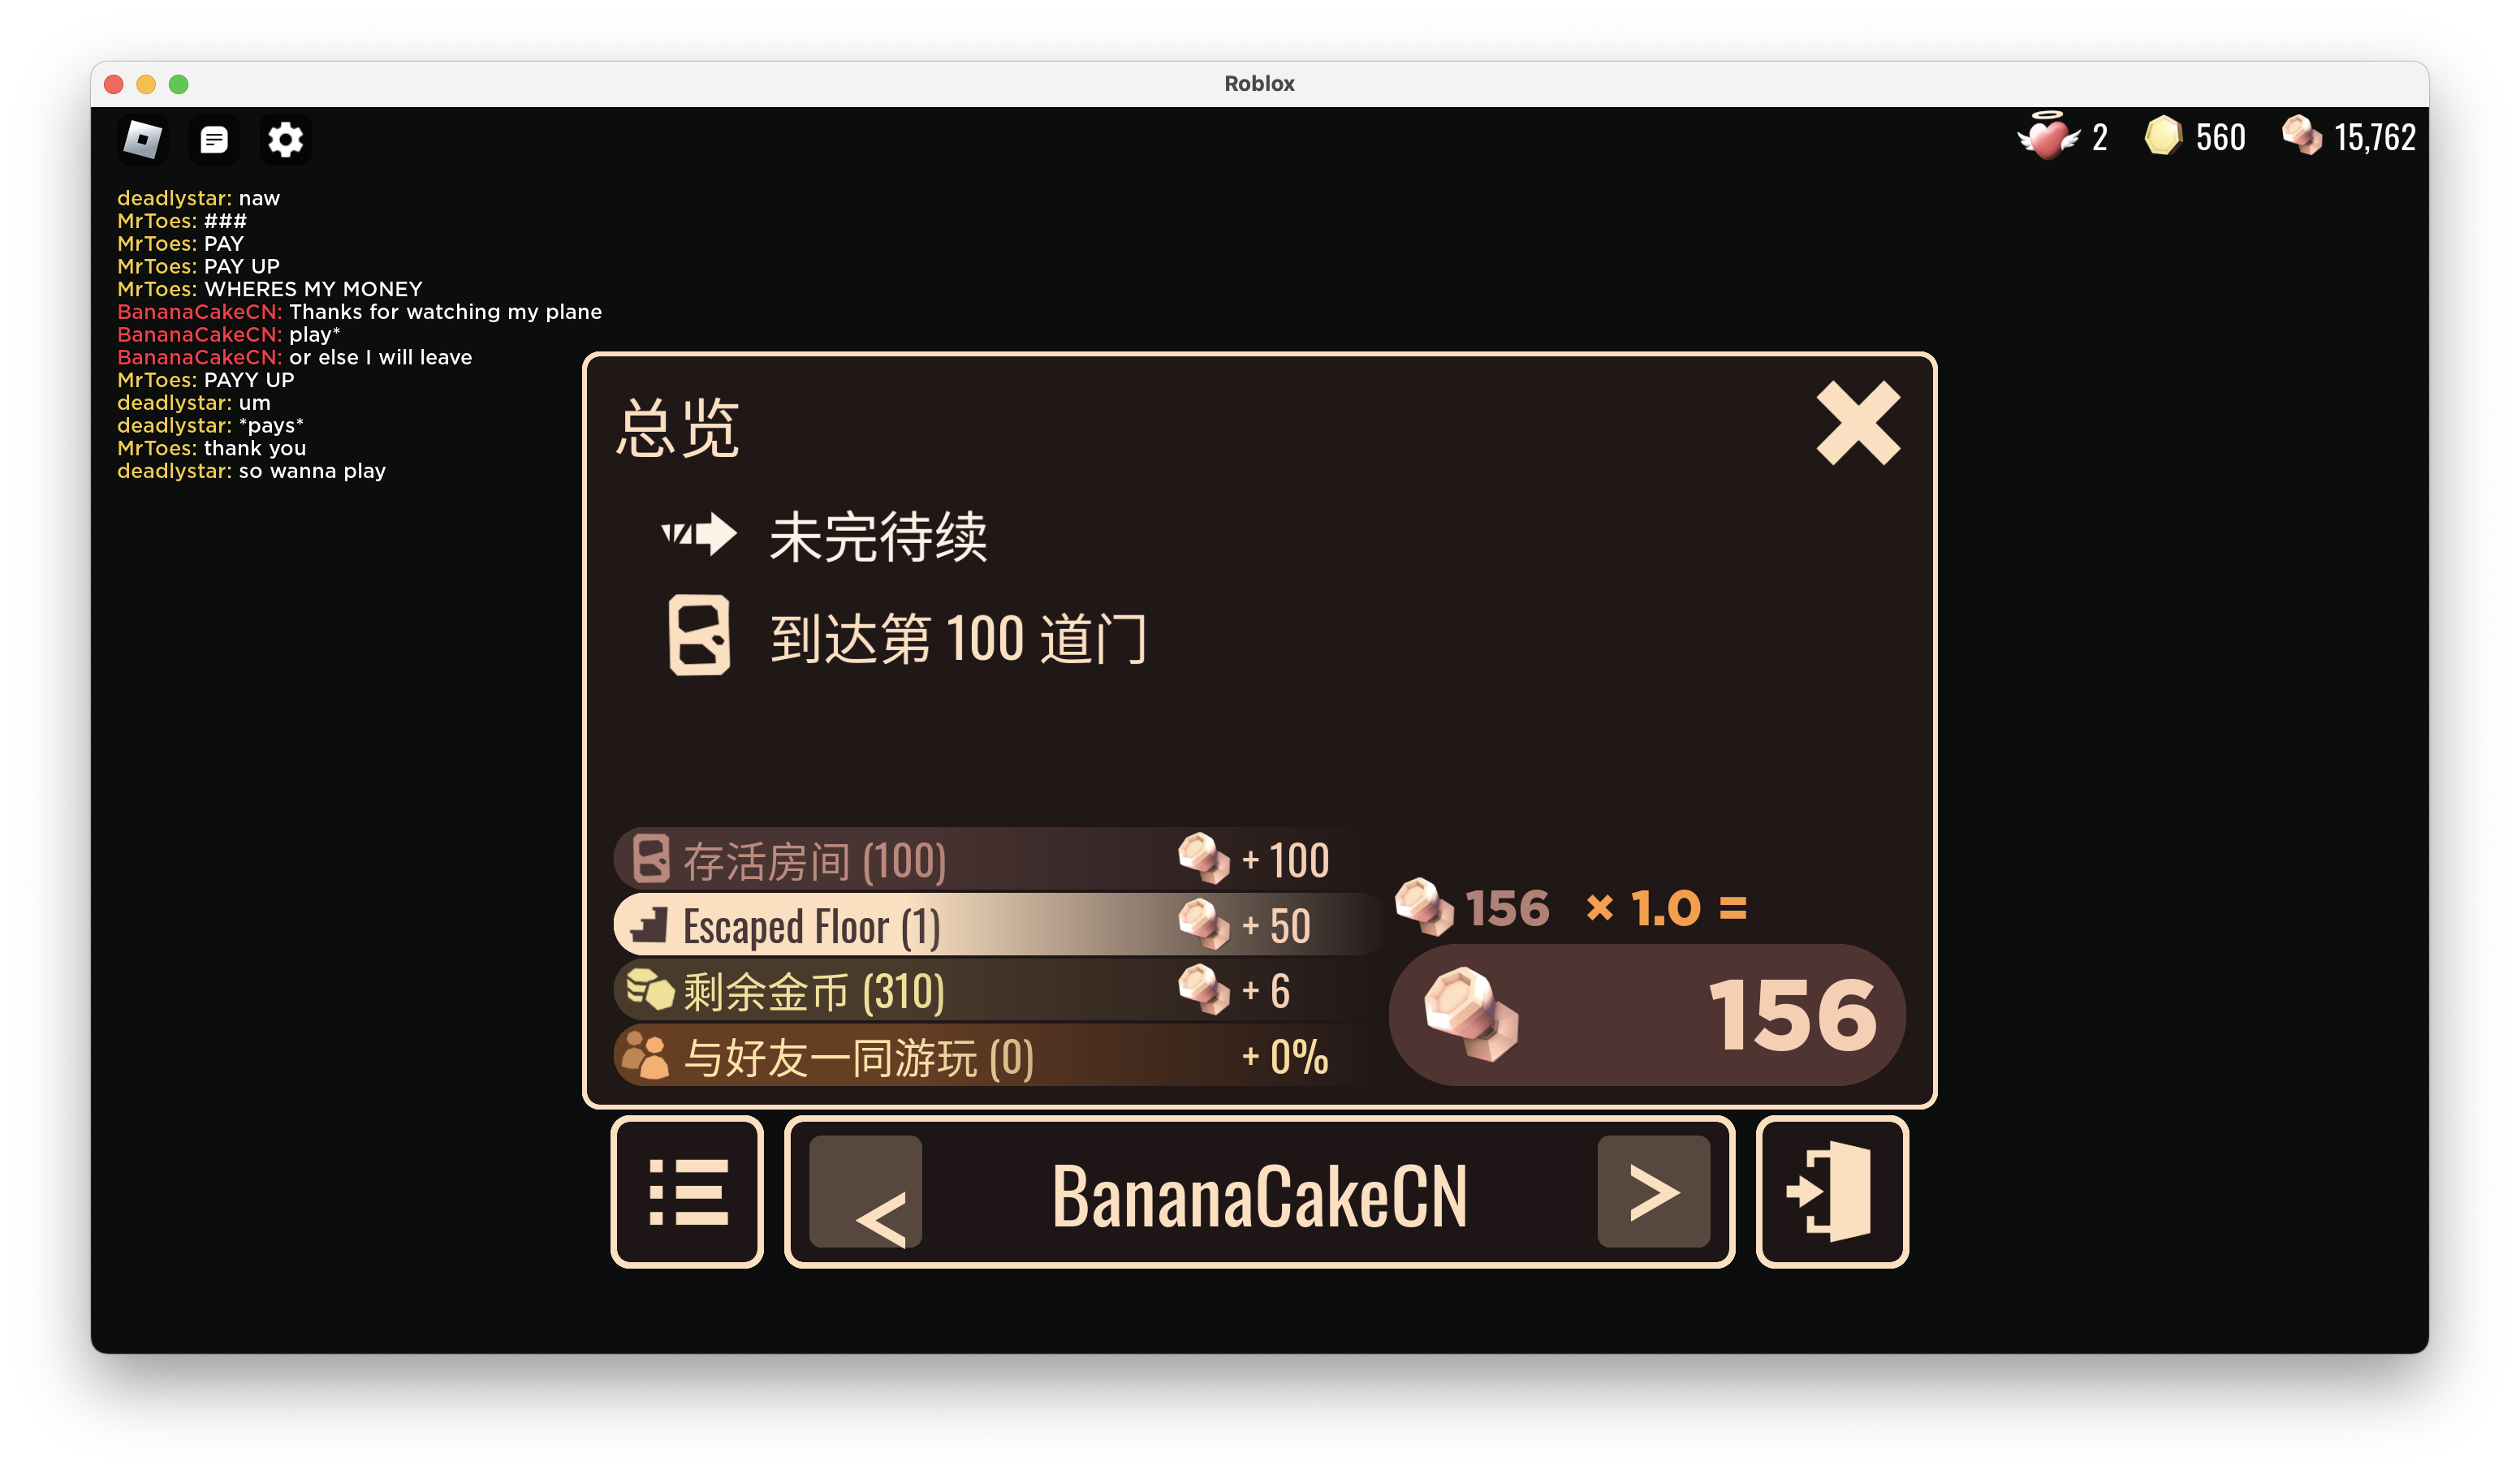 Roblox
2 560 15,762
deadlystar: naw
MrToes: ###
MrToes: PAY
MrToes: PAY UP
MrToes: WHERES MY MONEY
BananaCakeCN: Thanks for watching my plane
BananaCakeCN: play*
BananaCakeCN: or else I will leave
MrToes: PAYY UP
deadlystar: um
deadlystar: *pays*
MrToes: thank you
deadlystar: so wanna play
总览
未完待续
到达第 100 道门
存活房间 (100) + 100
Escaped Floor (1) + 50
剩余金币 (310) + 6
与好友一同游玩 (0) + 0%
156 × 1.0 =
156
< BananaCakeCN >